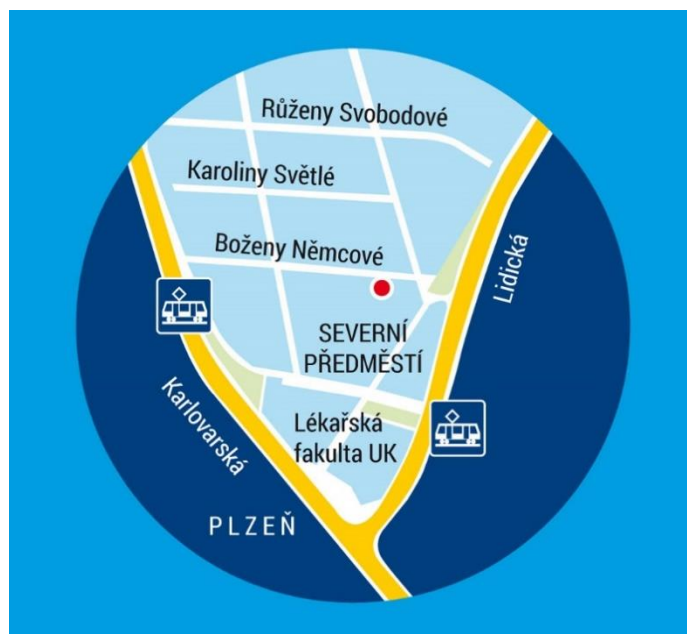 Růženy Svobodové
Karoliny Světlé
Boženy Němcové
Lidická
SEVERNÍ
PŘEDMĚSTÍ
Karlovarská
Lékařská
fakulta UK
PLZEŇ